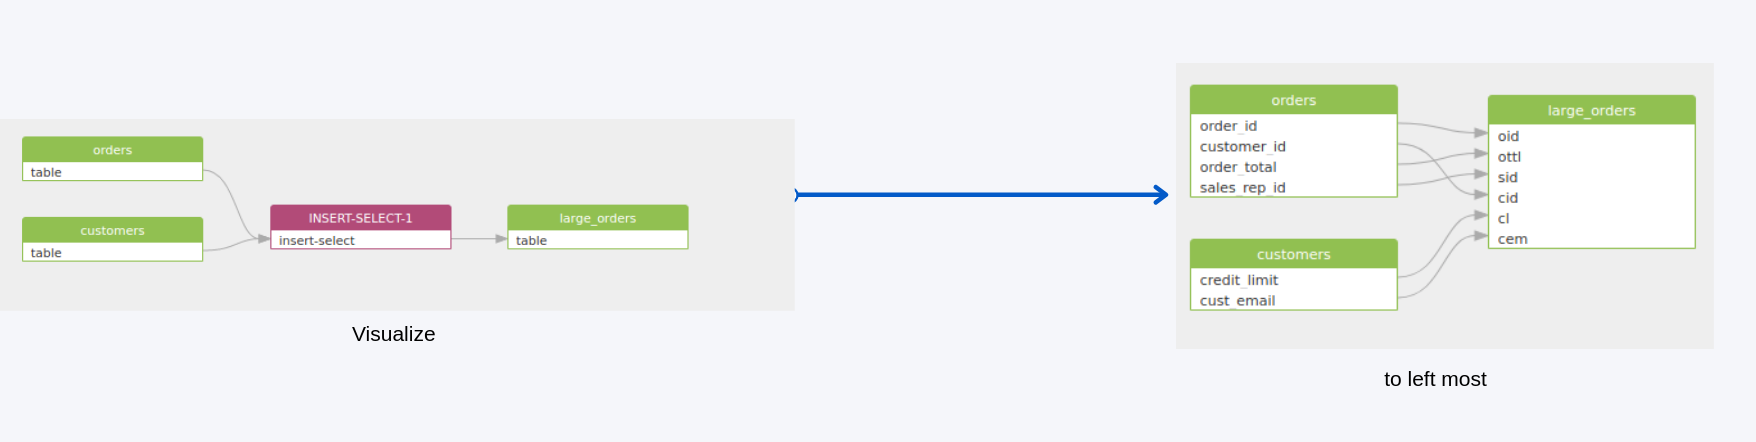 orders
table
customers
table
INSERT-SELECT-1
insert-select
large_orders
table
Visualize
orders
order_id
customer_id
order_total
sales_rep_id
customers
credit_limit
cust_email
large_orders
oid
ottl
sid
cid
cl
cem
to left most